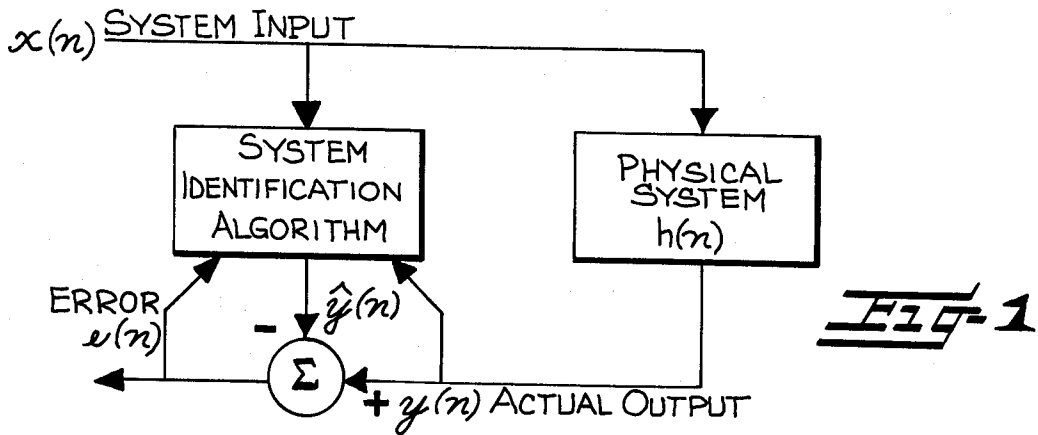 x(n) SYSTEM INPUT
SYSTEM
IDENTIFICATION
ALGORITHM
PHYSICAL
SYSTEM
h(n)
ERROR
e(n)
-
ŷ(n)
Σ
+ y(n) ACTUAL OUTPUT
Fig-1